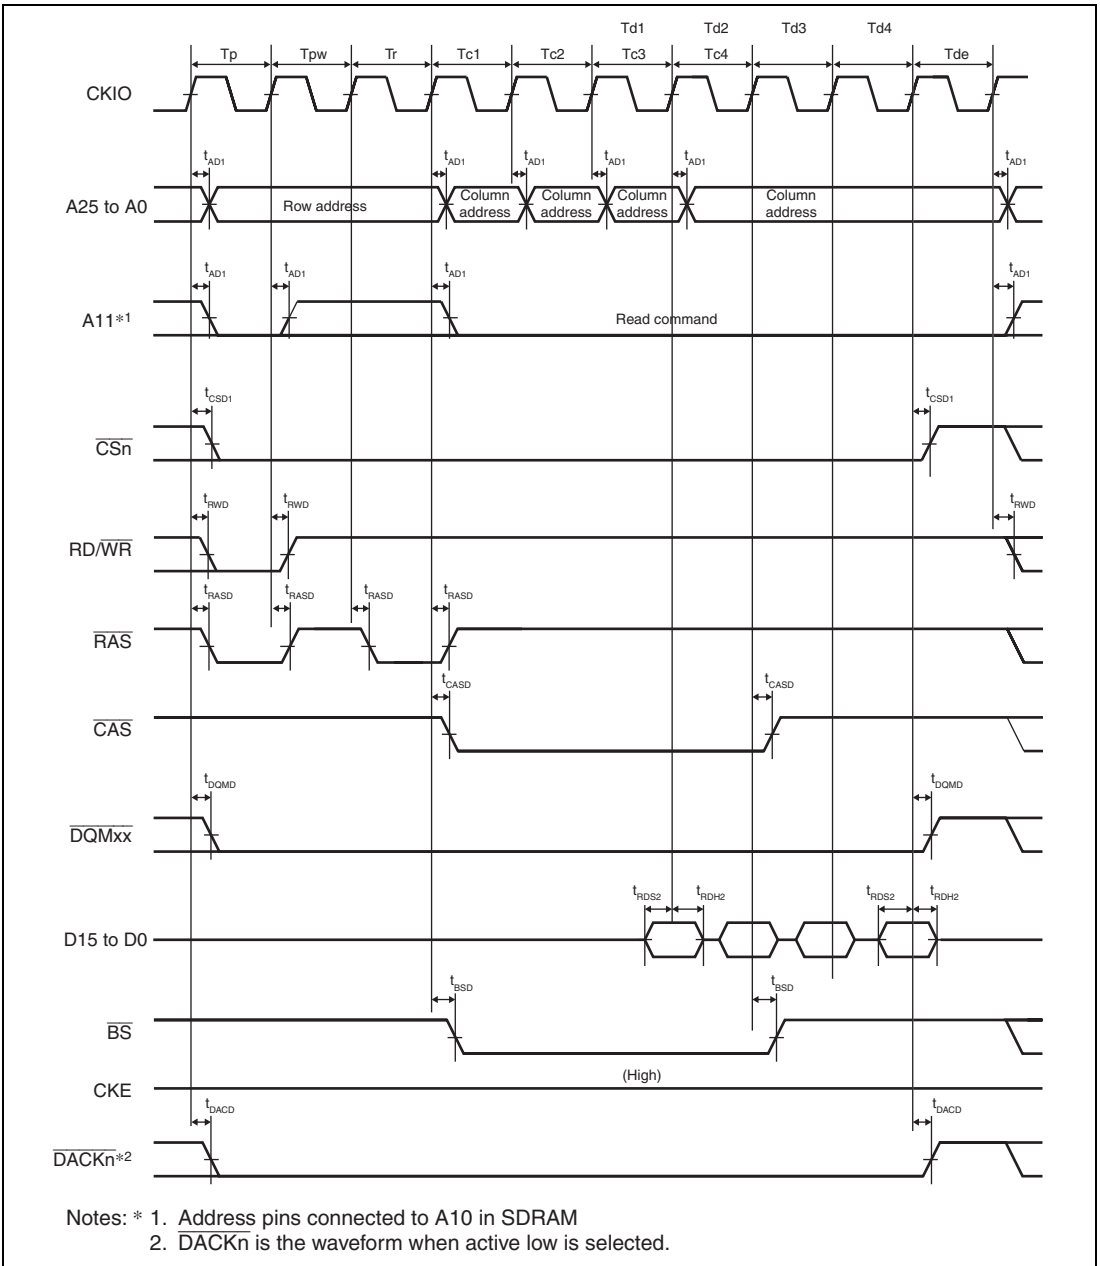 Td1 Td2 Td3 Td4
Tp Tpw Tr Tc1 Tc2 Tc3 Tc4 Tde
CKIO
tAD1 tAD1 tAD1 tAD1 tAD1 tAD1
A25 to A0 Row address Column address Column address Column address Column address
tAD1 tAD1 tAD1 tAD1
A11*1 Read command
tCSD1 tCSD1
CSn
tRWD tRWD tRWD
RD/WR
tRASD tRASD tRASD tRASD
RAS
tCASD tCASD
CAS
tDQMD tDQMD
DQMxx
tRDS2 tRDH2 tRDS2 tRDH2
D15 to D0
tBSD tBSD
BS
(High)
CKE
tDACD tDACD
DACKn*2
Notes: * 1. Address pins connected to A10 in SDRAM
2. DACKn is the waveform when active low is selected.